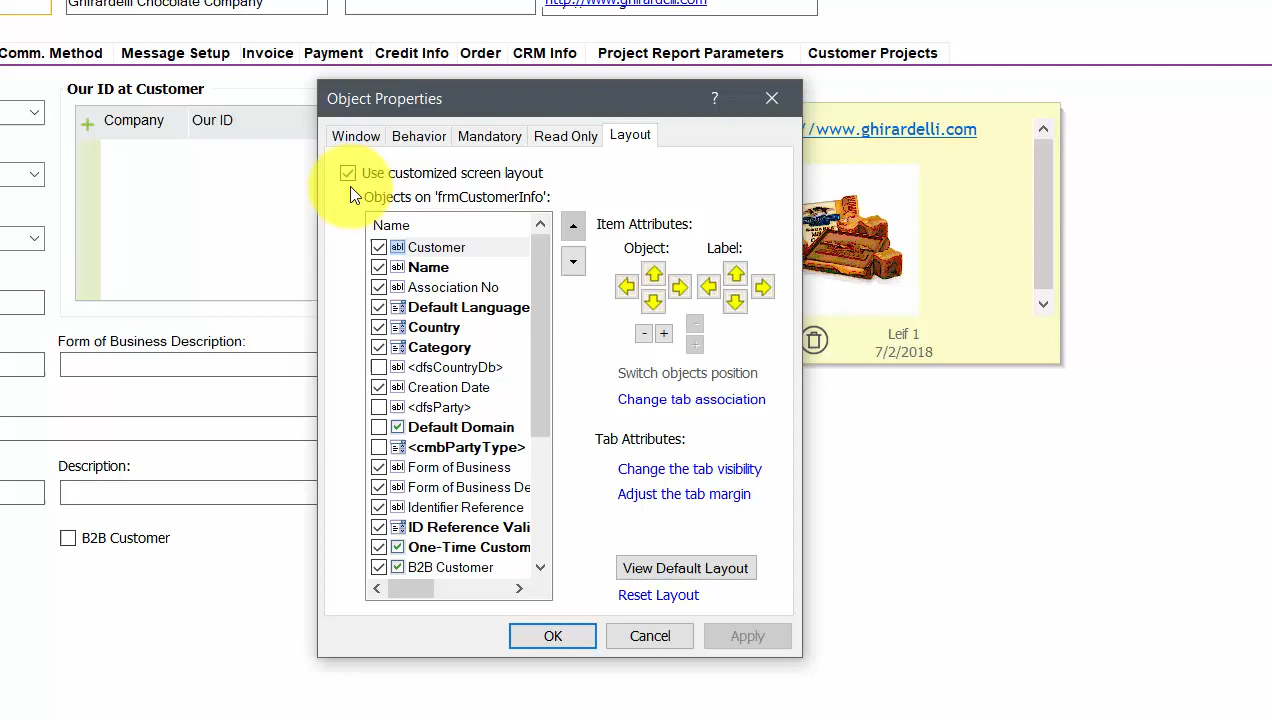 Ghirardelli Chocolate Company
http://www.ghirardelli.com
Comm. Method Message Setup Invoice Payment Credit Info Order CRM Info Project Report Parameters Customer Projects
Our ID at Customer
Company Our ID
Form of Business Description:
Description:
B2B Customer
Object Properties
?
Window Behavior Mandatory Read Only Layout
Use customized screen layout
Objects on 'frmCustomerInfo':
Name
Customer
Name
Association No
Default Language
Country
Category
<dfsCountryDb>
Creation Date
<dfsParty>
Default Domain
<cmbPartyType>
Form of Business
Form of Business De
Identifier Reference
ID Reference Vali
One-Time Custom
B2B Customer
Item Attributes:
Object: Label:
- +
-
+
Switch objects position
Change tab association
Tab Attributes:
Change the tab visibility
Adjust the tab margin
View Default Layout
Reset Layout
OK Cancel Apply
//www.ghirardelli.com
Leif 1
7/2/2018